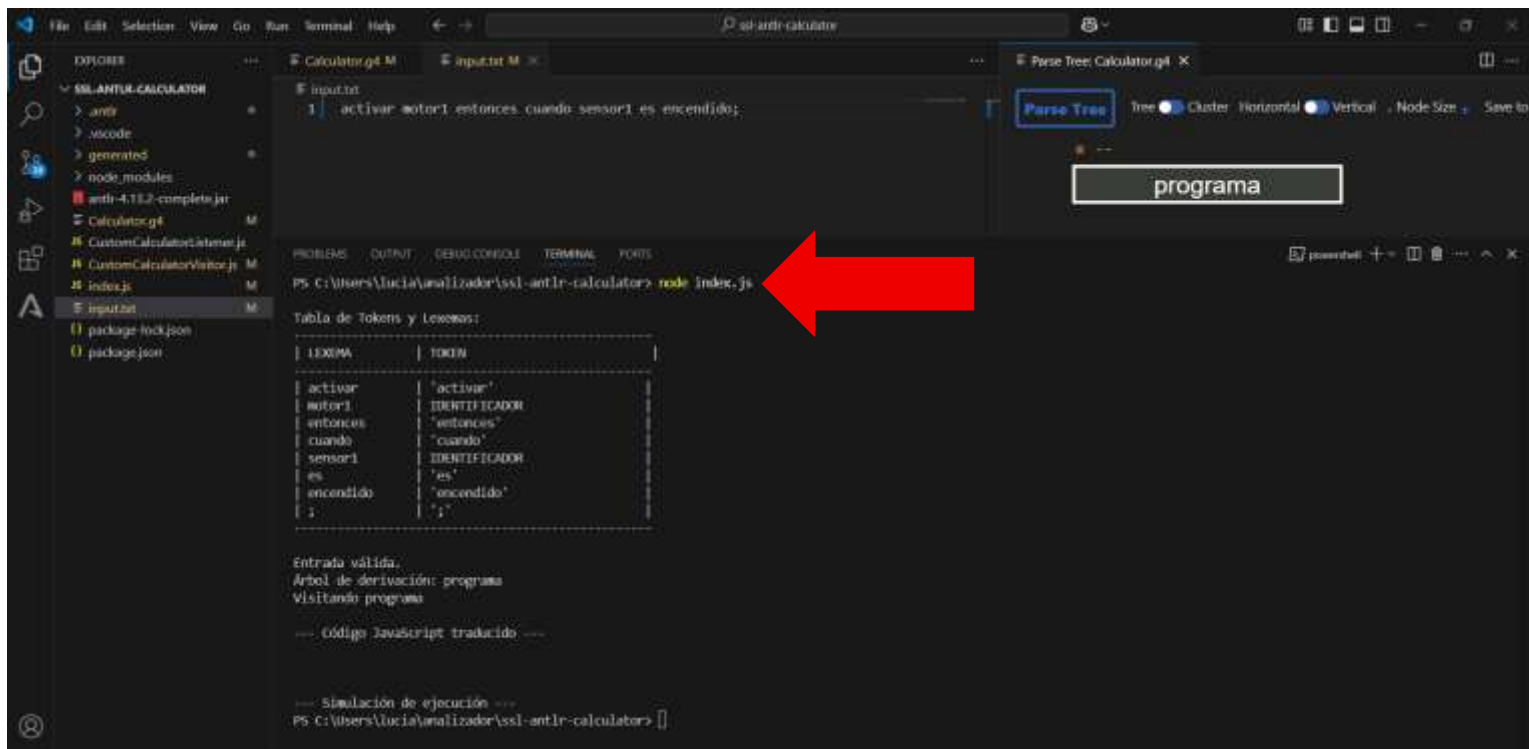 File Edit Selection View Go Run Terminal Help
ssl-antlr-calculator
EXPLORER
SSL-ANTLR-CALCULATOR
.antlr
.vscode
generated
node_modules
antlr-4.13.2-complete.jar
Calculator.g4 M
CustomCalculatorListener.js
CustomCalculatorVisitor.js M
index.js M
input.txt M
package-lock.json
package.json
Calculator.g4 M
input.txt M
input.txt
1 activar motor1 entonces cuando sensor1 es encendido;
Parse Tree: Calculator.g4
Parse Tree Tree Cluster Horizontal Vertical Node Size Save to
programa
PROBLEMS OUTPUT DEBUG CONSOLE TERMINAL PORTS
powershell
PS C:\Users\lucia\analizador\ssl-antlr-calculator> node index.js
Tabla de Tokens y Lexemas:
| LEXEMA | TOKEN |
| activar | 'activar' |
| motor1 | IDENTIFICADOR |
| entonces | 'entonces' |
| cuando | 'cuando' |
| sensor1 | IDENTIFICADOR |
| es | 'es' |
| encendido | 'encendido' |
| ; | ';' |
Entrada válida.
Árbol de derivación: programa
Visitando programa
--- Código JavaScript traducido ---
--- Simulación de ejecución ---
PS C:\Users\lucia\analizador\ssl-antlr-calculator>